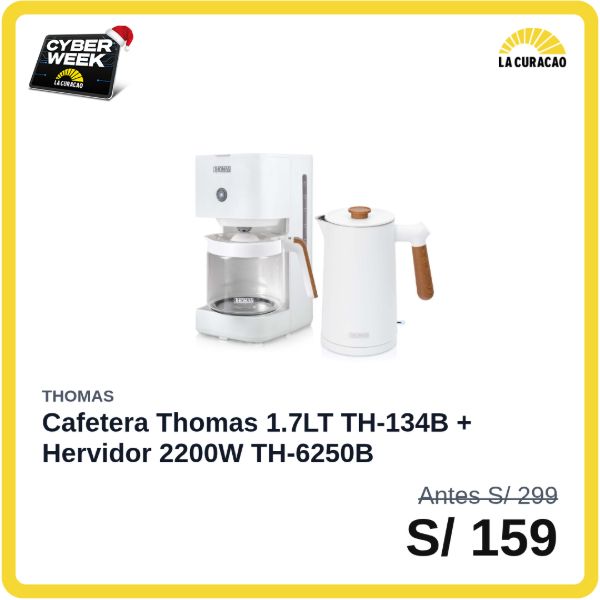 CYBER
WEEK
LA CURACAO
LA CURACAO
THOMAS
THOMAS
THOMAS
THOMAS
Cafetera Thomas 1.7LT TH-134B +
Hervidor 2200W TH-6250B
Antes S/ 299
S/ 159